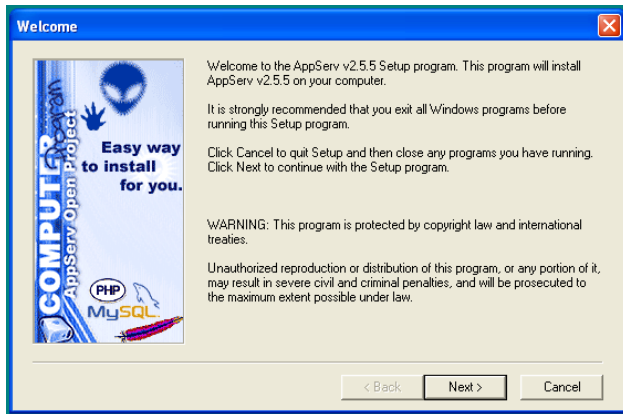 Welcome
Welcome to the AppServ v2.5.5 Setup program. This program will install
AppServ v2.5.5 on your computer.
It is strongly recommended that you exit all Windows programs before
running this Setup program.
Click Cancel to quit Setup and then close any programs you have running.
Click Next to continue with the Setup program.
WARNING: This program is protected by copyright law and international
treaties.
Unauthorized reproduction or distribution of this program, or any portion of it,
may result in severe civil and criminal penalties, and will be prosecuted to
the maximum extent possible under law.
COMPUTER
Program
AppServ Open Project
Easy way
to install
for you.
PHP
MySQL
< Back
Next >
Cancel